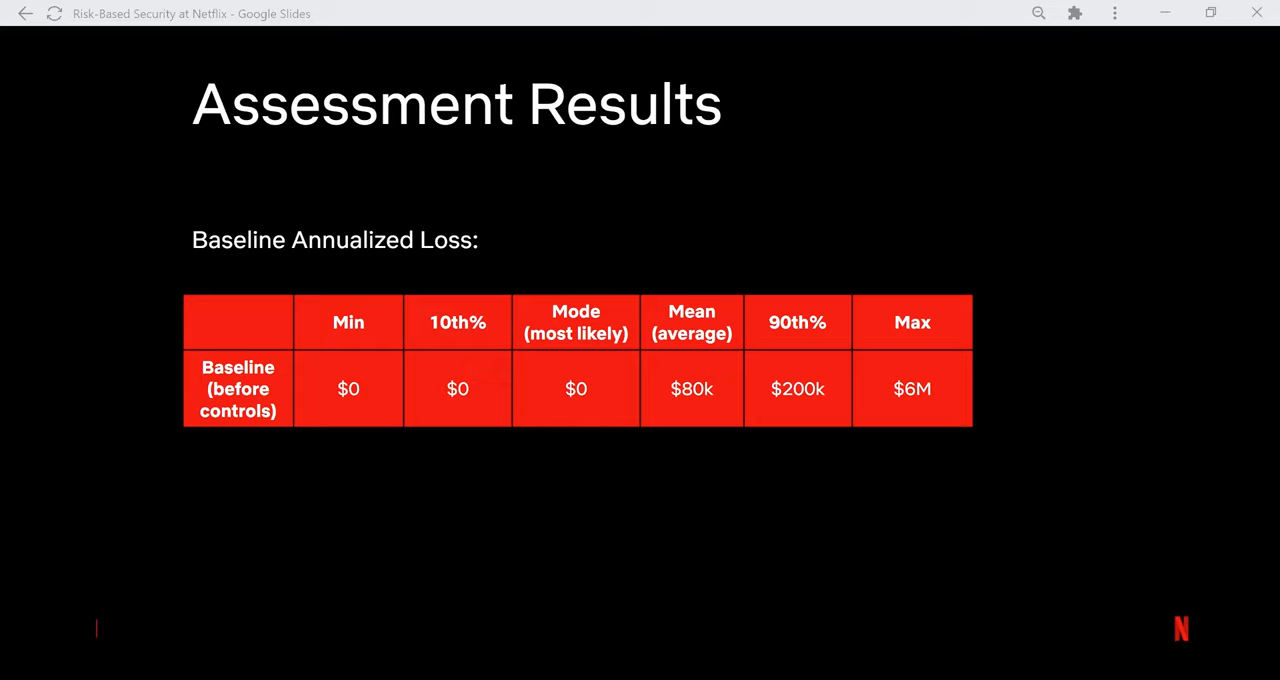 Risk-Based Security at Netflix - Google Slides
Assessment Results
Baseline Annualized Loss:
Min 10th% Mode (most likely) Mean (average) 90th% Max
Baseline (before controls) $0 $0 $0 $80k $200k $6M
N